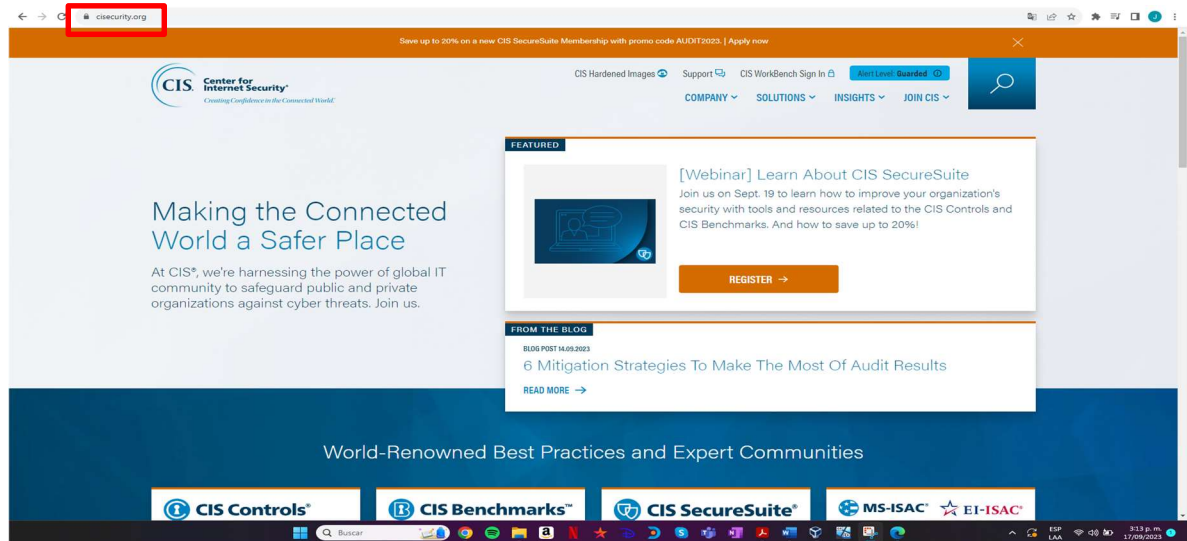 cisecurity.org
Save up to 20% on a new CIS SecureSuite Membership with promo code AUDIT2023. | Apply now
CIS Hardened Images Support CIS WorkBench Sign In Alert Level: Guarded
CIS. Center for
Internet Security®
Creating Confidence in the Connected World.®
COMPANY SOLUTIONS INSIGHTS JOIN CIS
FEATURED
[Webinar] Learn About CIS SecureSuite
Join us on Sept. 19 to learn how to improve your organization's
security with tools and resources related to the CIS Controls and
CIS Benchmarks. And how to save up to 20%!
REGISTER →
Making the Connected
World a Safer Place
At CIS®, we're harnessing the power of global IT
community to safeguard public and private
organizations against cyber threats. Join us.
FROM THE BLOG
BLOG POST 14.09.2023
6 Mitigation Strategies To Make The Most Of Audit Results
READ MORE →
World-Renowned Best Practices and Expert Communities
CIS Controls® CIS Benchmarks™ CIS SecureSuite® MS-ISAC® EI-ISAC®
Buscar
ESP
LAA
3:13 p. m.
17/09/2023